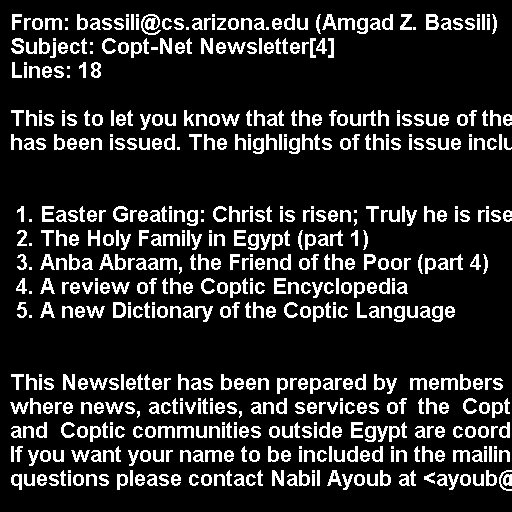 From: bassili@cs.arizona.edu (Amgad Z. Bassili)
Subject: Copt-Net Newsletter[4]
Lines: 18
This is to let you know that the fourth issue of the
has been issued. The highlights of this issue inclu
1. Easter Greating: Christ is risen; Truly he is rise
2. The Holy Family in Egypt (part 1)
3. Anba Abraam, the Friend of the Poor (part 4)
4. A review of the Coptic Encyclopedia
5. A new Dictionary of the Coptic Language
This Newsletter has been prepared by  members
where news, activities, and services of  the  Copt
and  Coptic communities outside Egypt are coord
If you want your name to be included in the mailin
questions please contact Nabil Ayoub at <ayoub@